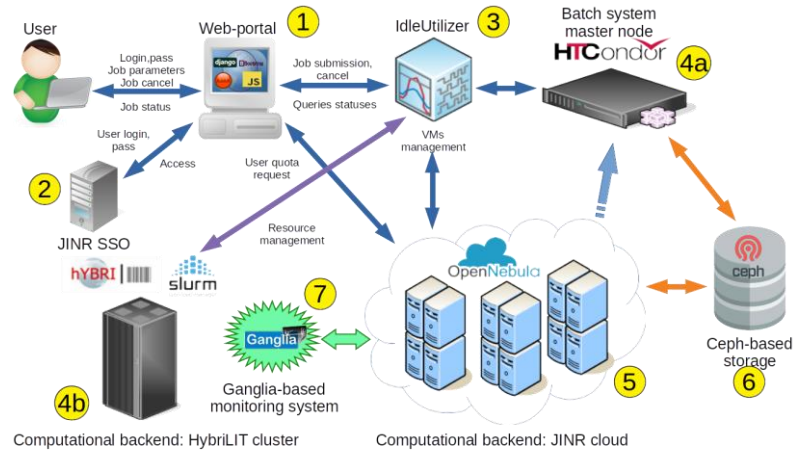 User
Web-portal
1
IdleUtilizer
3
Batch system
master node
HTCondor
4a
Login,pass
Job parameters
Job cancel
Job status
django
JS
Job submission,
cancel
Queries statuses
User login,
pass
Access
User quota
request
VMs
management
2
JINR SSO
Resource
management
hYBRI
slurm
OpenNebula
ceph
7
Ganglia
Ganglia-based
monitoring system
4b
5
Ceph-based
storage
6
Computational backend: HybriLIT cluster
Computational backend: JINR cloud